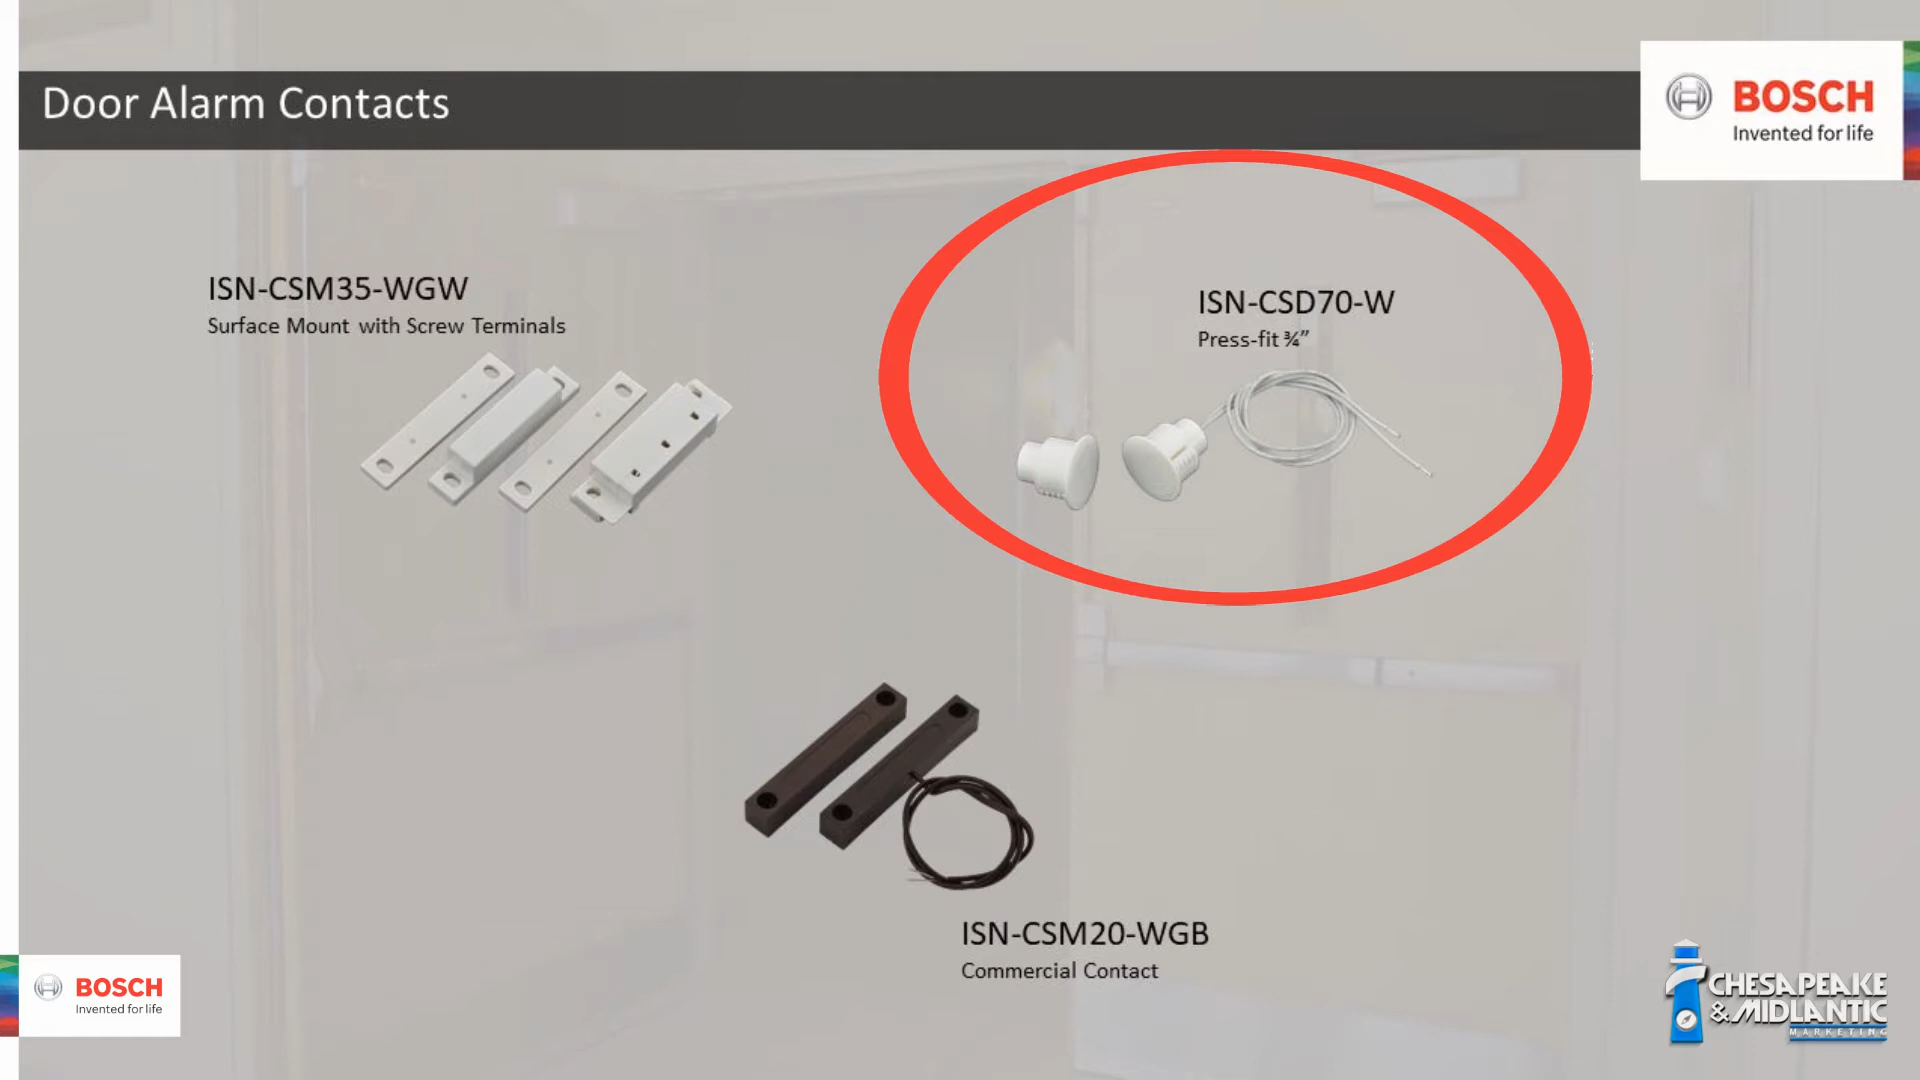 Door Alarm Contacts
BOSCH
Invented for life
ISN-CSM35-WGW
Surface Mount with Screw Terminals
ISN-CSD70-W
Press-fit ¾”
ISN-CSM20-WGB
Commercial Contact
BOSCH
Invented for life
CHESAPEAKE
&MIDLANTIC
MARKETING